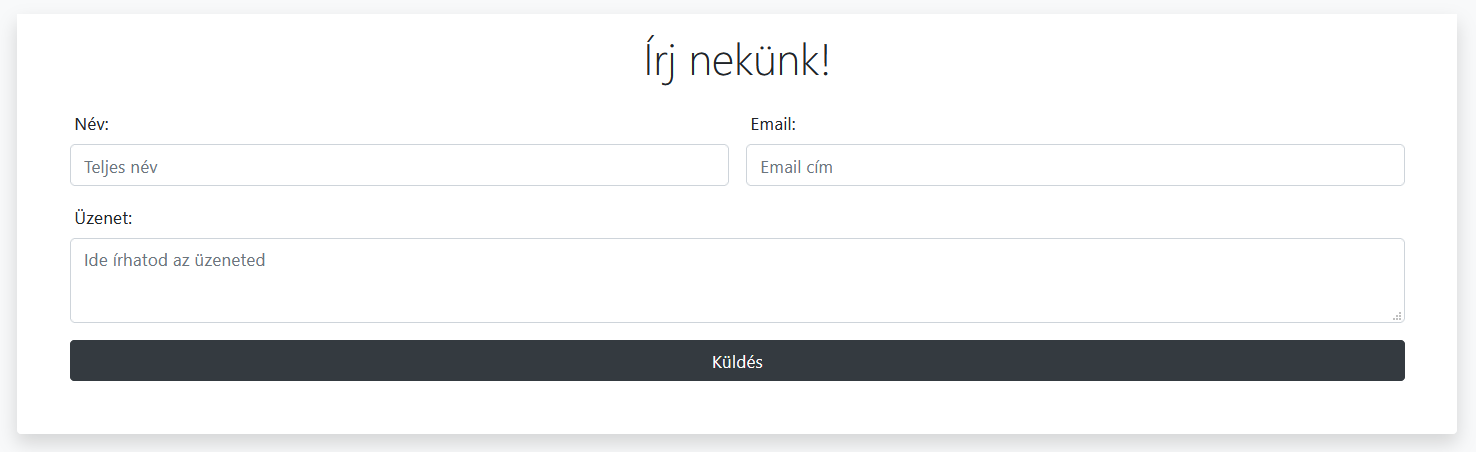 Írj nekünk!
Név:
Email:
Teljes név
Email cím
Üzenet:
Ide írhatod az üzeneted
Küldés